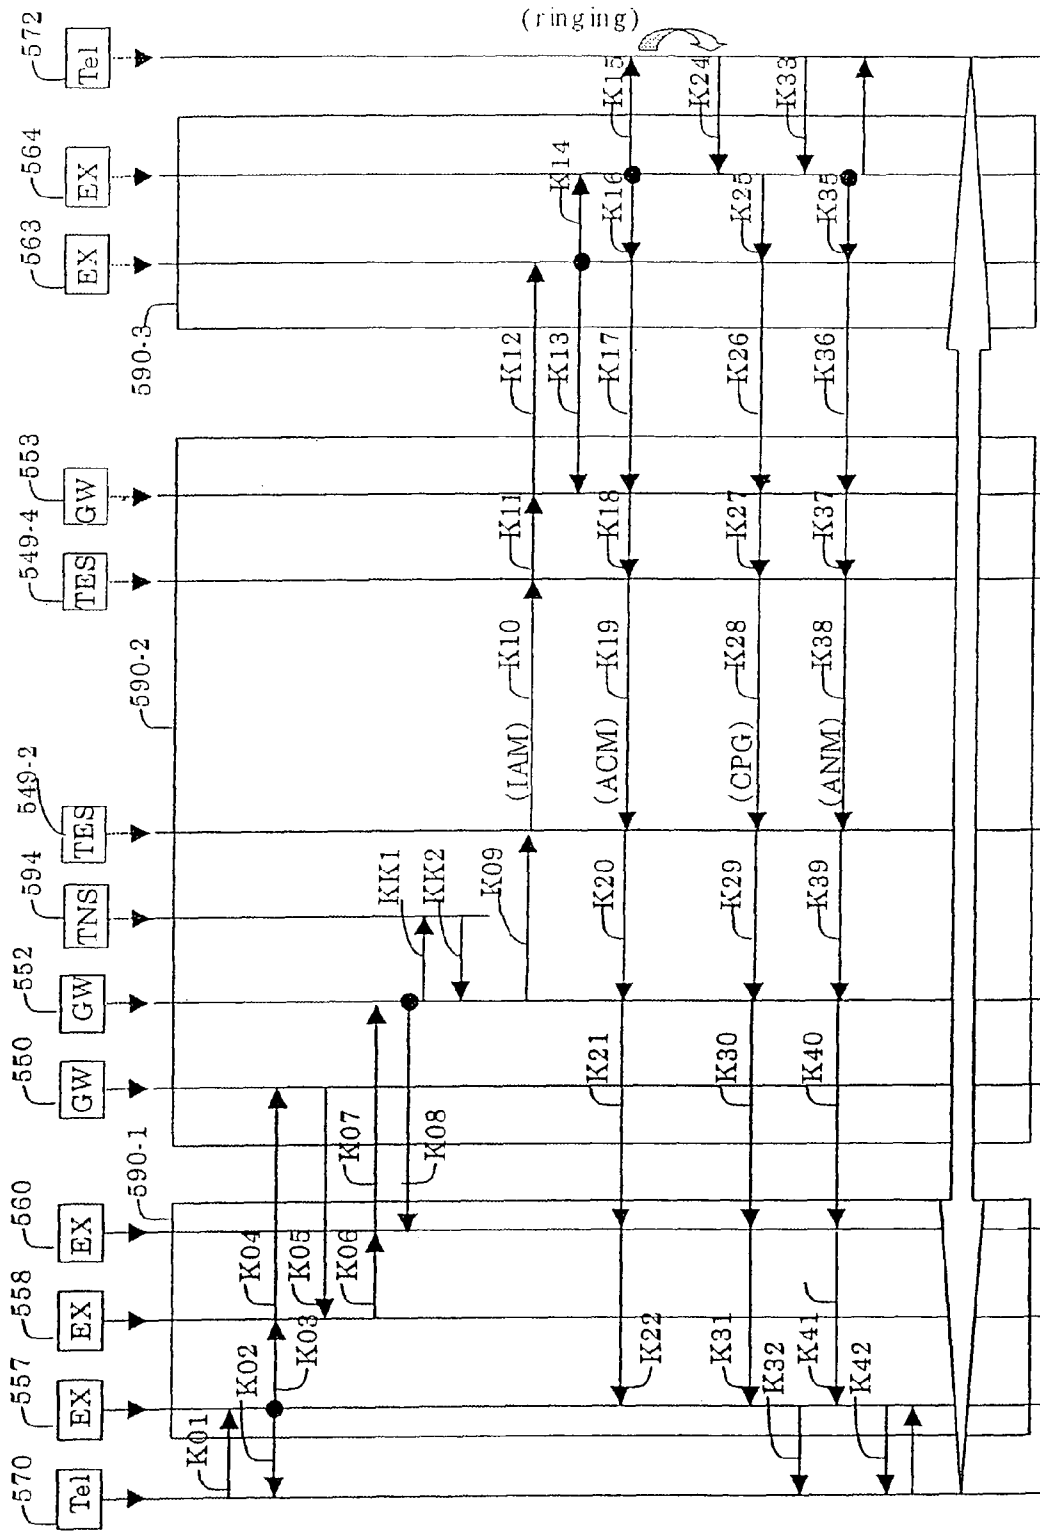 570 557 558 560 550 552 594 549-2 549-4 553 563 564 572
Tel EX EX EX GW GW TNS TES TES GW EX EX Tel
590-1 590-2 590-3
K01
K02
K03
K04
K05
K06
K07
K08
KK1
KK2
K09
(IAM) K10 K11 K12
K13 K14
K15
(ringing)
K22 K21 K20 (ACM) K19 K18 K17 K16
K24
K31 K30 K29 (CPG) K28 K27 K26 K25
K32
K33
K41 K40 K39 (ANM) K38 K37 K36 K35
K42